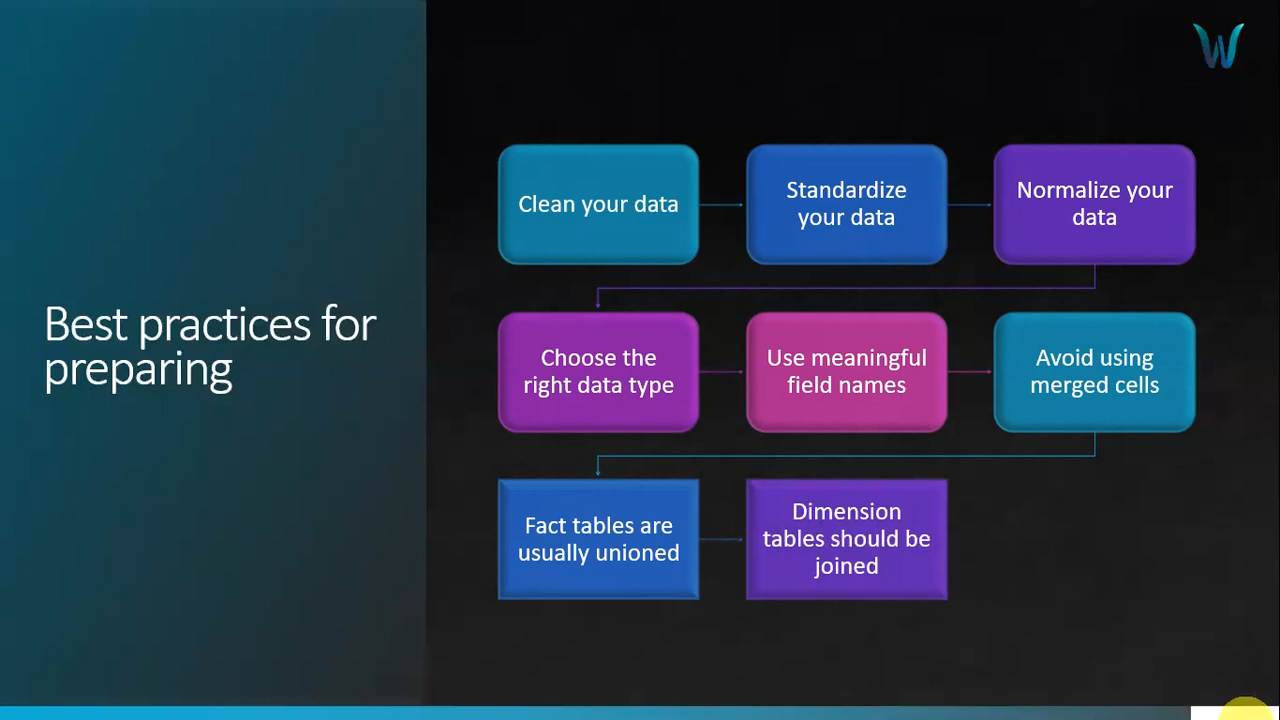 Best practices for
preparing
Clean your data
Standardize
your data
Normalize your
data
Choose the
right data type
Use meaningful
field names
Avoid using
merged cells
Fact tables are
usually unioned
Dimension
tables should be
joined
W